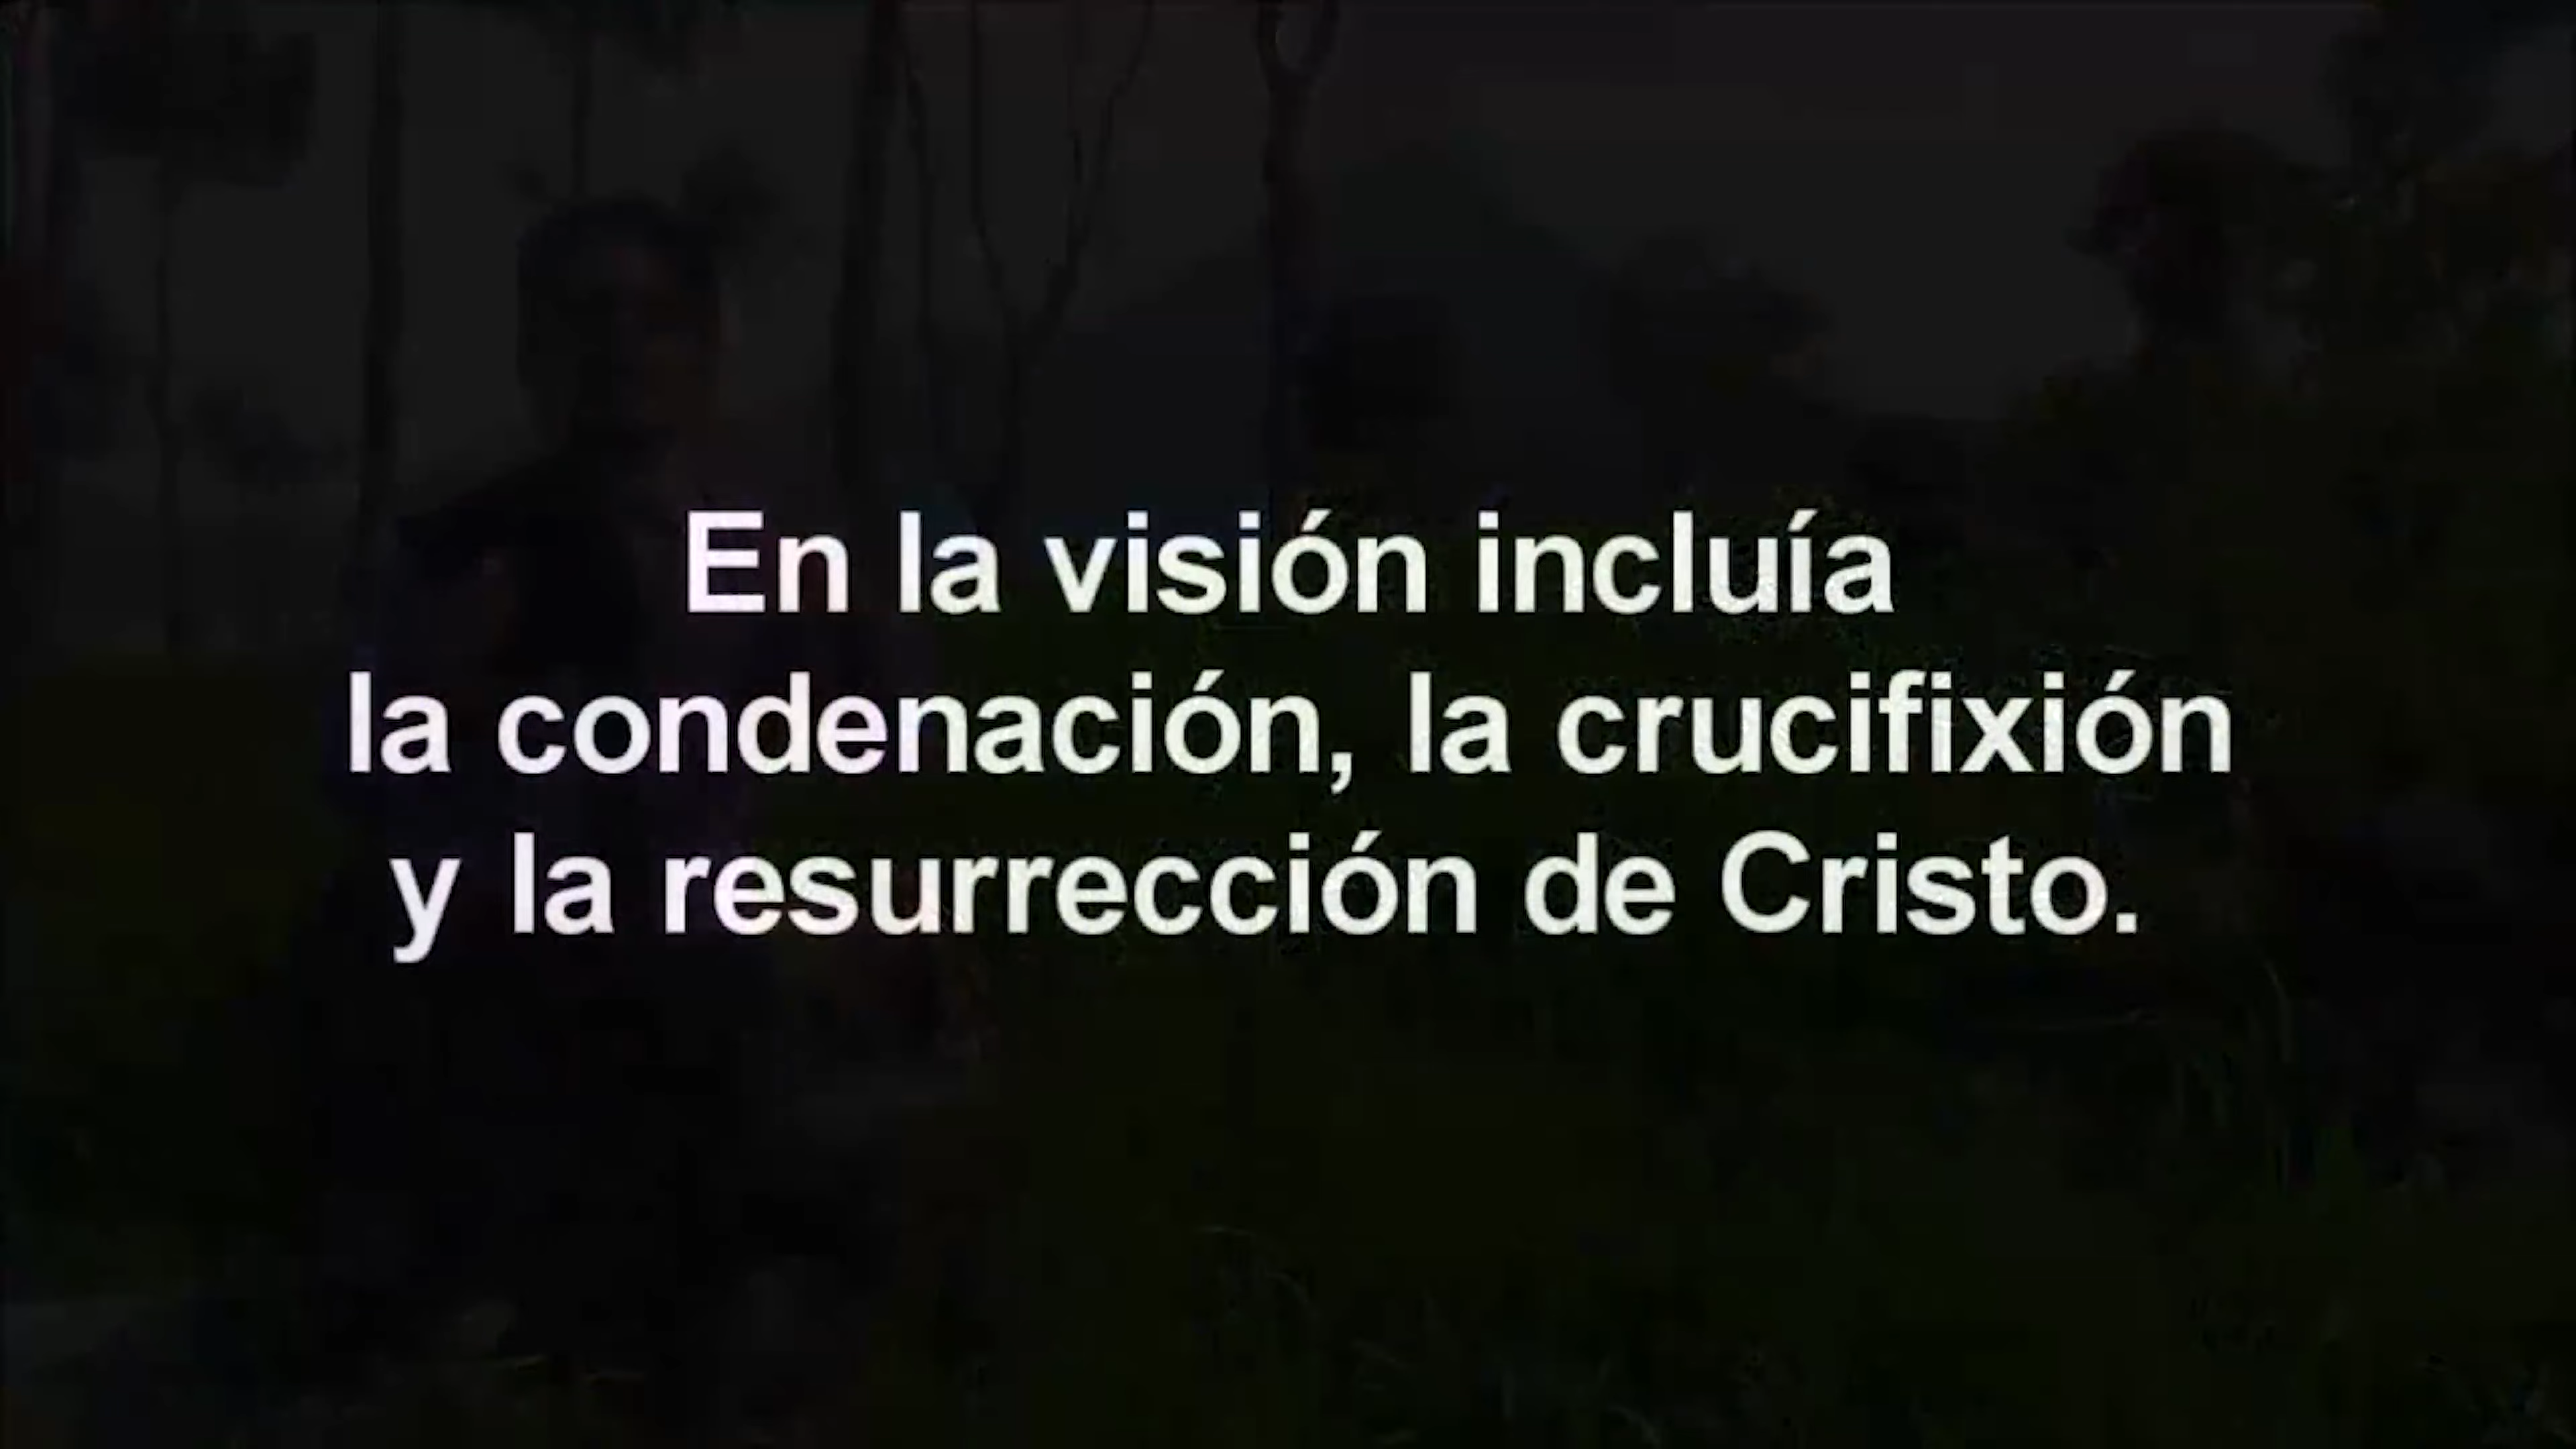 En la visión incluía
la condenación, la crucifixión
y la resurrección de Cristo.